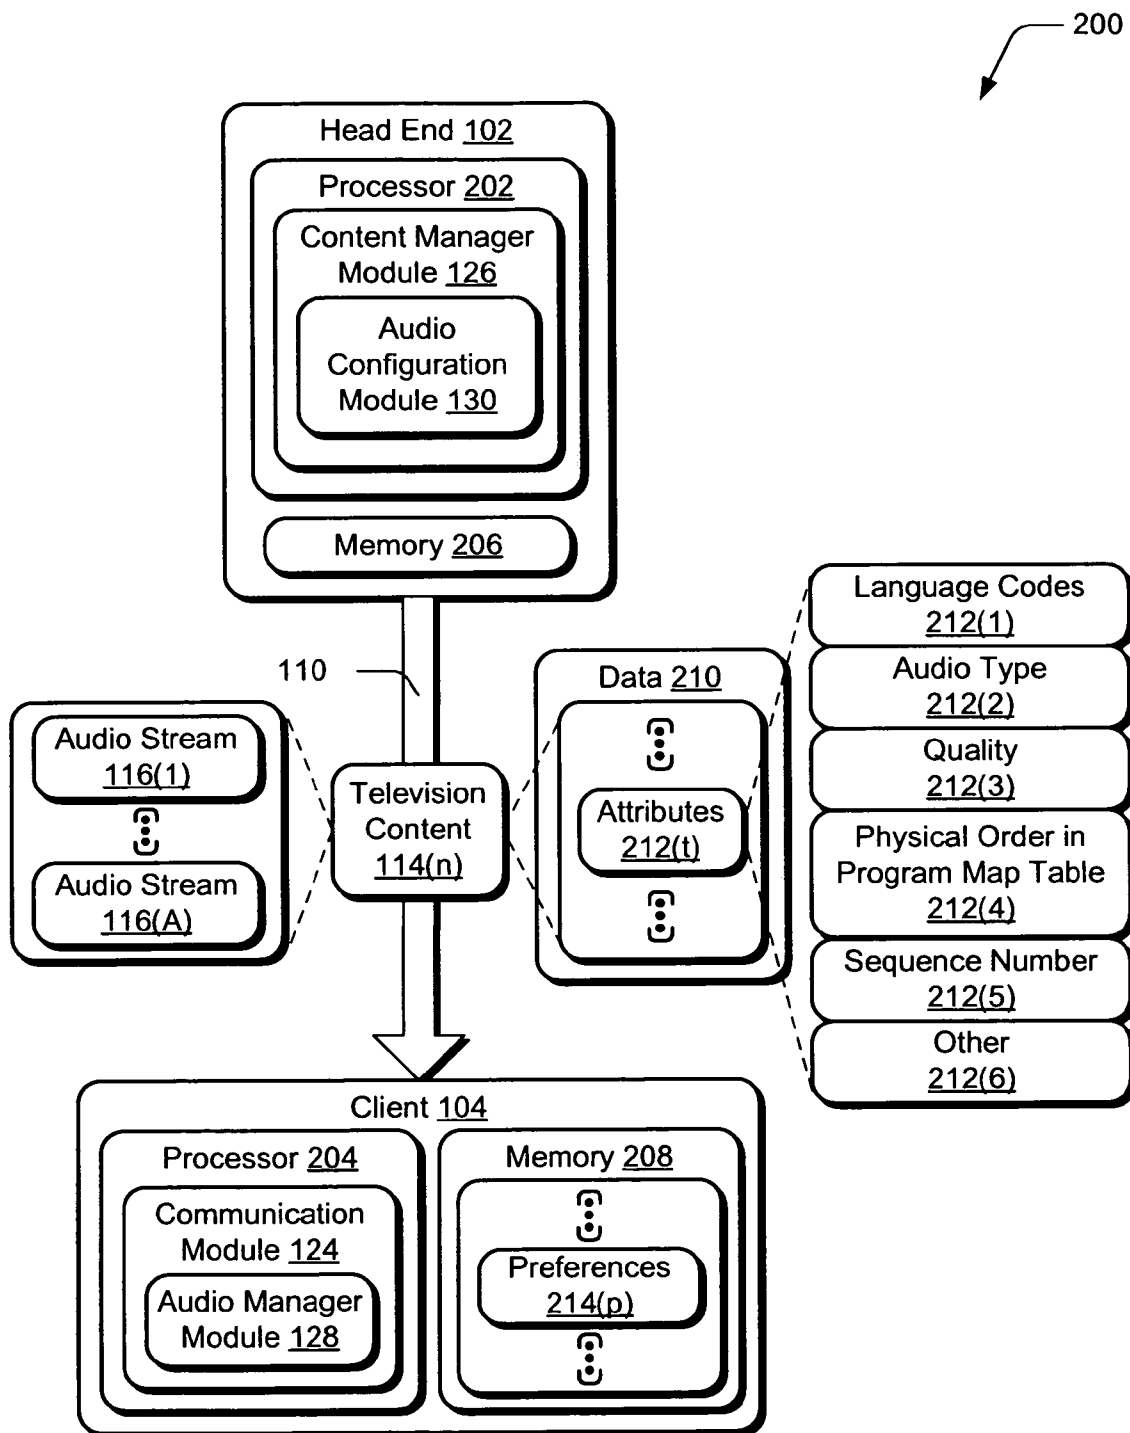 200
Head End 102
Processor 202
Content Manager
Module 126
Audio
Configuration
Module 130
Memory 206
110
Audio Stream
116(1)
Audio Stream
116(A)
Television
Content
114(n)
Data 210
Attributes
212(t)
Language Codes
212(1)
Audio Type
212(2)
Quality
212(3)
Physical Order in
Program Map Table
212(4)
Sequence Number
212(5)
Other
212(6)
Client 104
Processor 204
Communication
Module 124
Audio Manager
Module 128
Memory 208
Preferences
214(p)